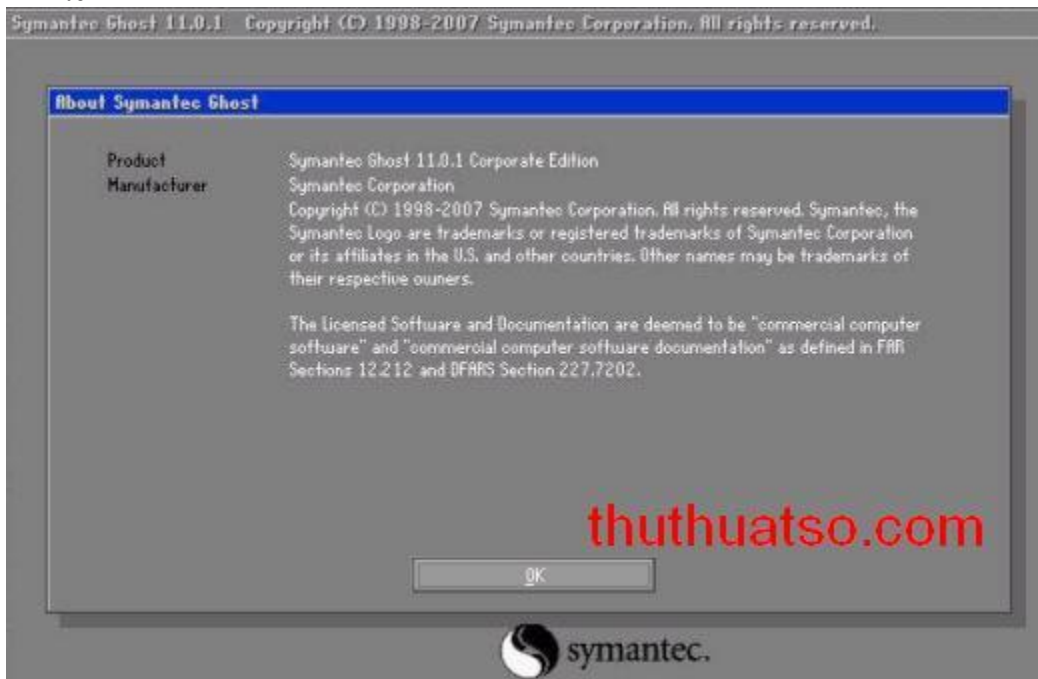 Symantec Ghost 11.0.1 Copyright (C) 1998-2007 Symantec Corporation. All rights reserved.
About Symantec Ghost
Product Symantec Ghost 11.0.1 Corporate Edition
Manufacturer Symantec Corporation
Copyright (C) 1998-2007 Symantec Corporation. All rights reserved. Symantec, the
Symantec Logo are trademarks or registered trademarks of Symantec Corporation
or its affiliates in the U.S. and other countries. Other names may be trademarks of
their respective owners.
The Licensed Software and Documentation are deemed to be "commercial computer
software" and "commercial computer software documentation" as defined in FAR
Sections 12.212 and DFARS Section 227.7202.
thuthuatso.com
OK
symantec.